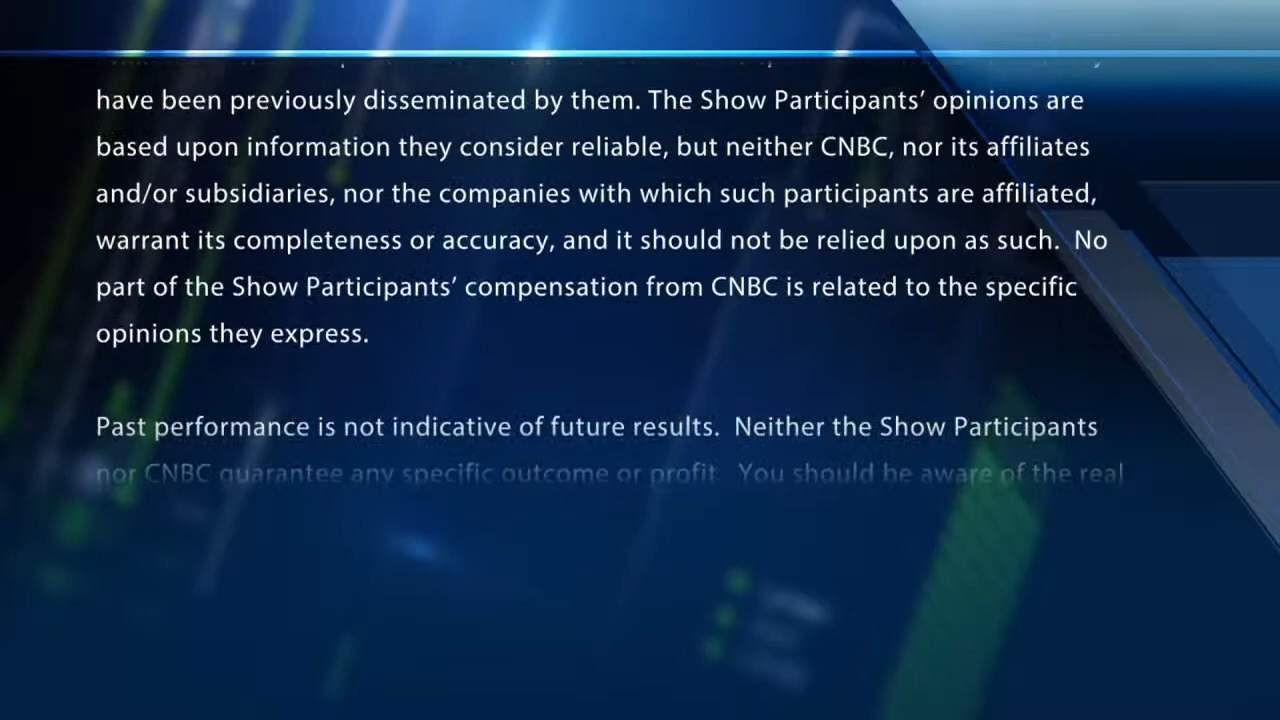 have been previously disseminated by them. The Show Participants’ opinions are
based upon information they consider reliable, but neither CNBC, nor its affiliates
and/or subsidiaries, nor the companies with which such participants are affiliated,
warrant its completeness or accuracy, and it should not be relied upon as such.  No
part of the Show Participants’ compensation from CNBC is related to the specific
opinions they express.
Past performance is not indicative of future results.  Neither the Show Participants
nor CNBC guarantee any specific outcome or profit  You should be aware of the real